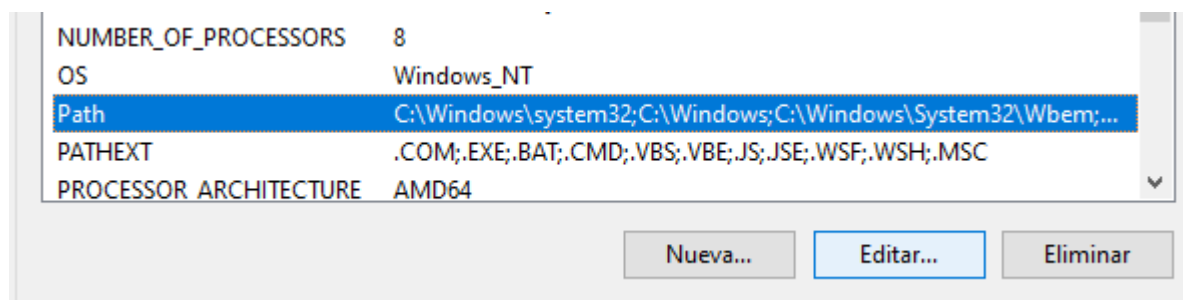 NUMBER_OF_PROCESSORS 8
OS Windows_NT
Path C:\Windows\system32;C:\Windows;C:\Windows\System32\Wbem;...
PATHEXT .COM;.EXE;.BAT;.CMD;.VBS;.VBE;.JS;.JSE;.WSF;.WSH;.MSC
PROCESSOR_ARCHITECTURE AMD64
Nueva... Editar... Eliminar